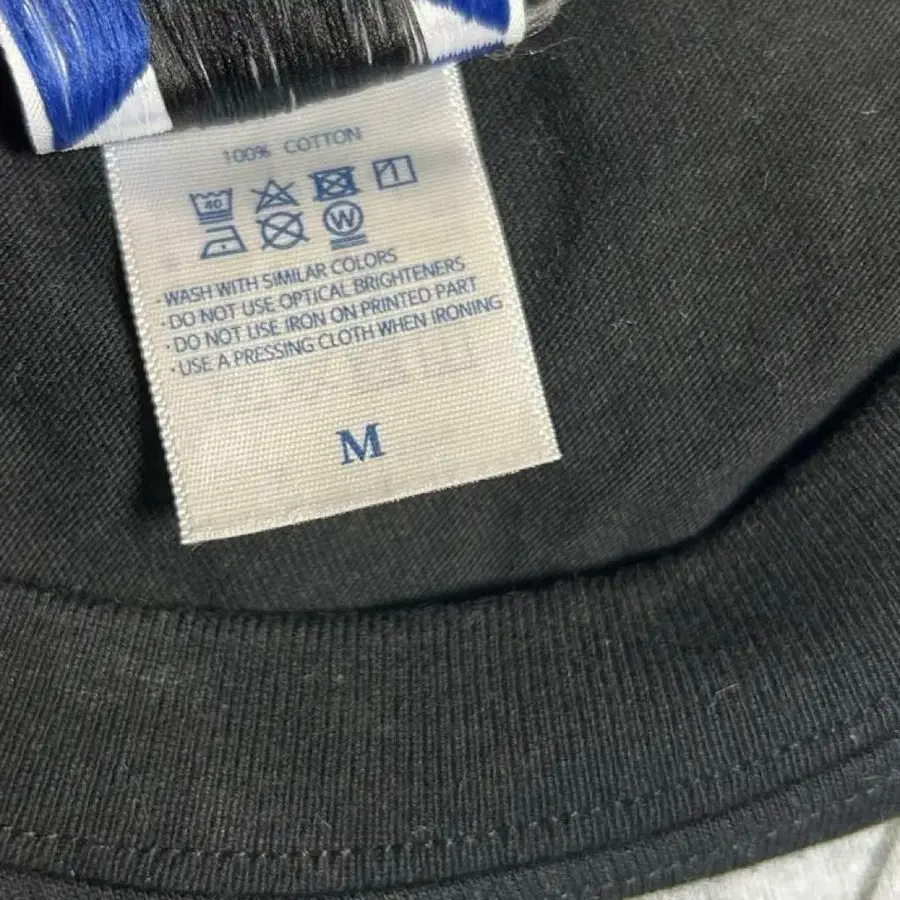 100% COTTON
40
W
· WASH WITH SIMILAR COLORS
· DO NOT USE OPTICAL BRIGHTENERS
· DO NOT USE IRON ON PRINTED PART
· USE A PRESSING CLOTH WHEN IRONING
M